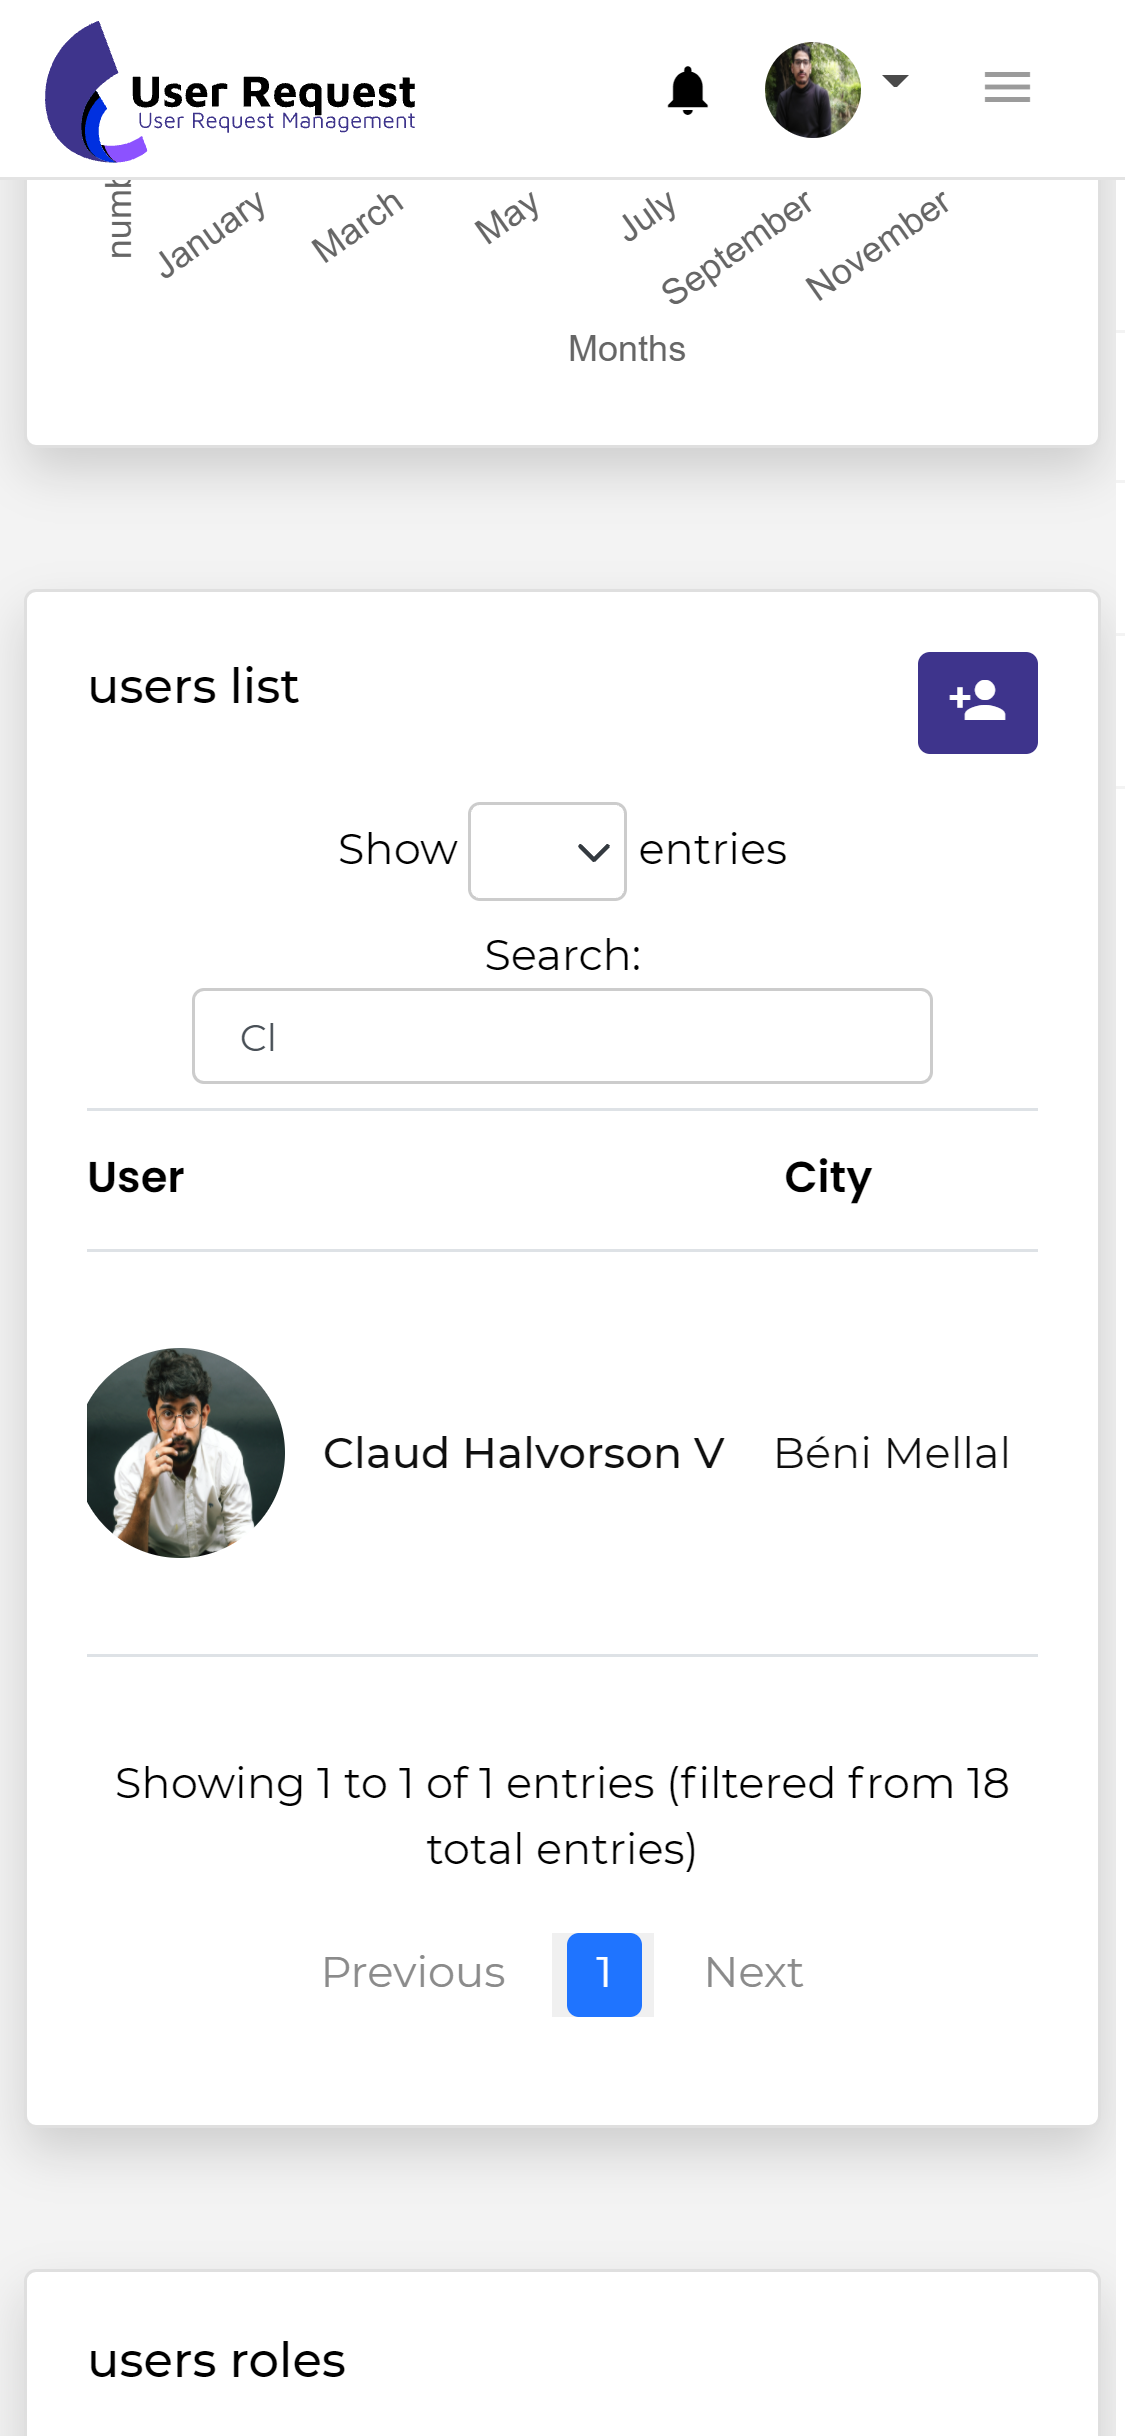 User Request
User Request Management
January March May July September November
Months
users list
Show entries
Search:
Cl
User City
Claud Halvorson V Béni Mellal
Showing 1 to 1 of 1 entries (filtered from 18
total entries)
Previous 1 Next
users roles